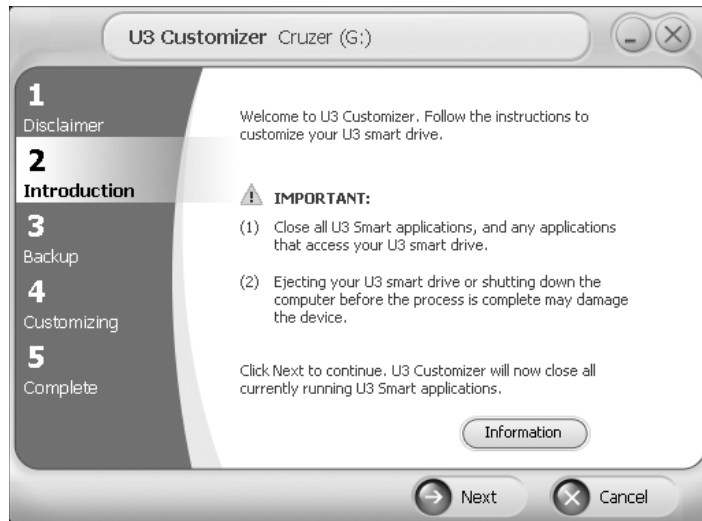 U3 Customizer Cruzer (G:)
1
Disclaimer
2
Introduction
3
Backup
4
Customizing
5
Complete
Welcome to U3 Customizer. Follow the instructions to
customize your U3 smart drive.
IMPORTANT:
(1) Close all U3 Smart applications, and any applications
that access your U3 smart drive.
(2) Ejecting your U3 smart drive or shutting down the
computer before the process is complete may damage
the device.
Click Next to continue. U3 Customizer will now close all
currently running U3 Smart applications.
Information
Next
Cancel